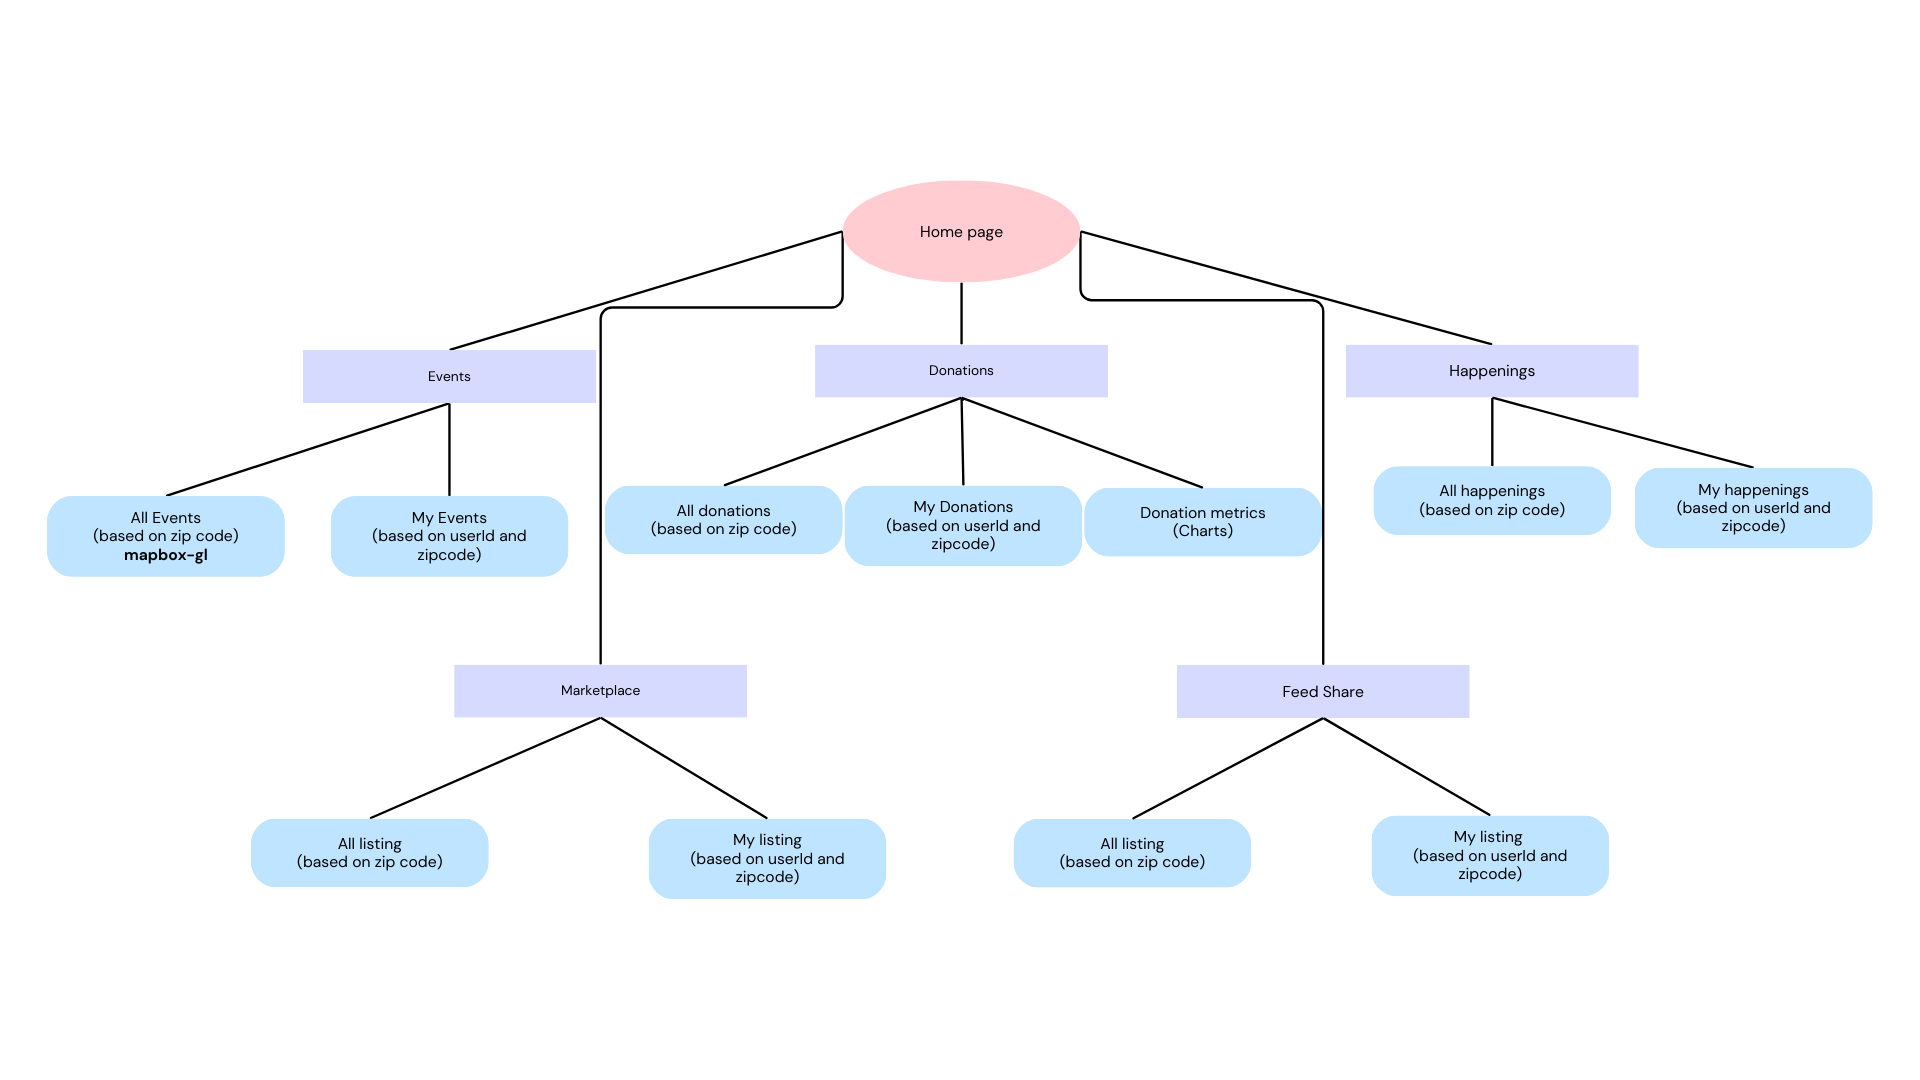 Home page
Events
Donations
Happenings
All Events
(based on zip code)
mapbox-gl
My Events
(based on userId and
zipcode)
All donations
(based on zip code)
My Donations
(based on userId and
zipcode)
Donation metrics
(Charts)
All happenings
(based on zip code)
My happenings
(based on userId and
zipcode)
Marketplace
Feed Share
All listing
(based on zip code)
My listing
(based on userId and
zipcode)
All listing
(based on zip code)
My listing
(based on userId and
zipcode)